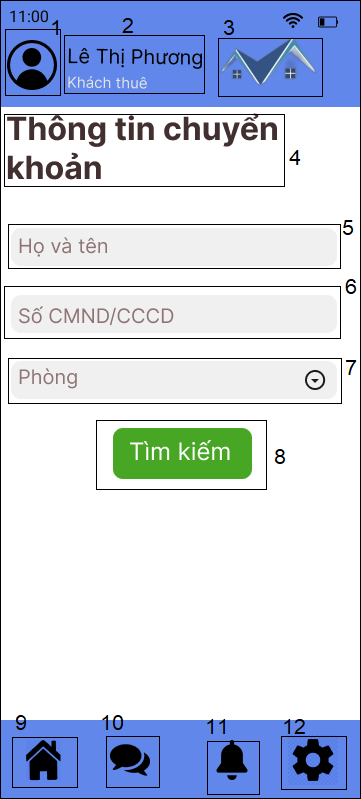 11:00
1
2
3
Lê Thị Phương
Khách thuê
Thông tin chuyển
khoản
4
5
Họ và tên
6
Số CMND/CCCD
7
Phòng
Tìm kiếm
8
9
10
11
12